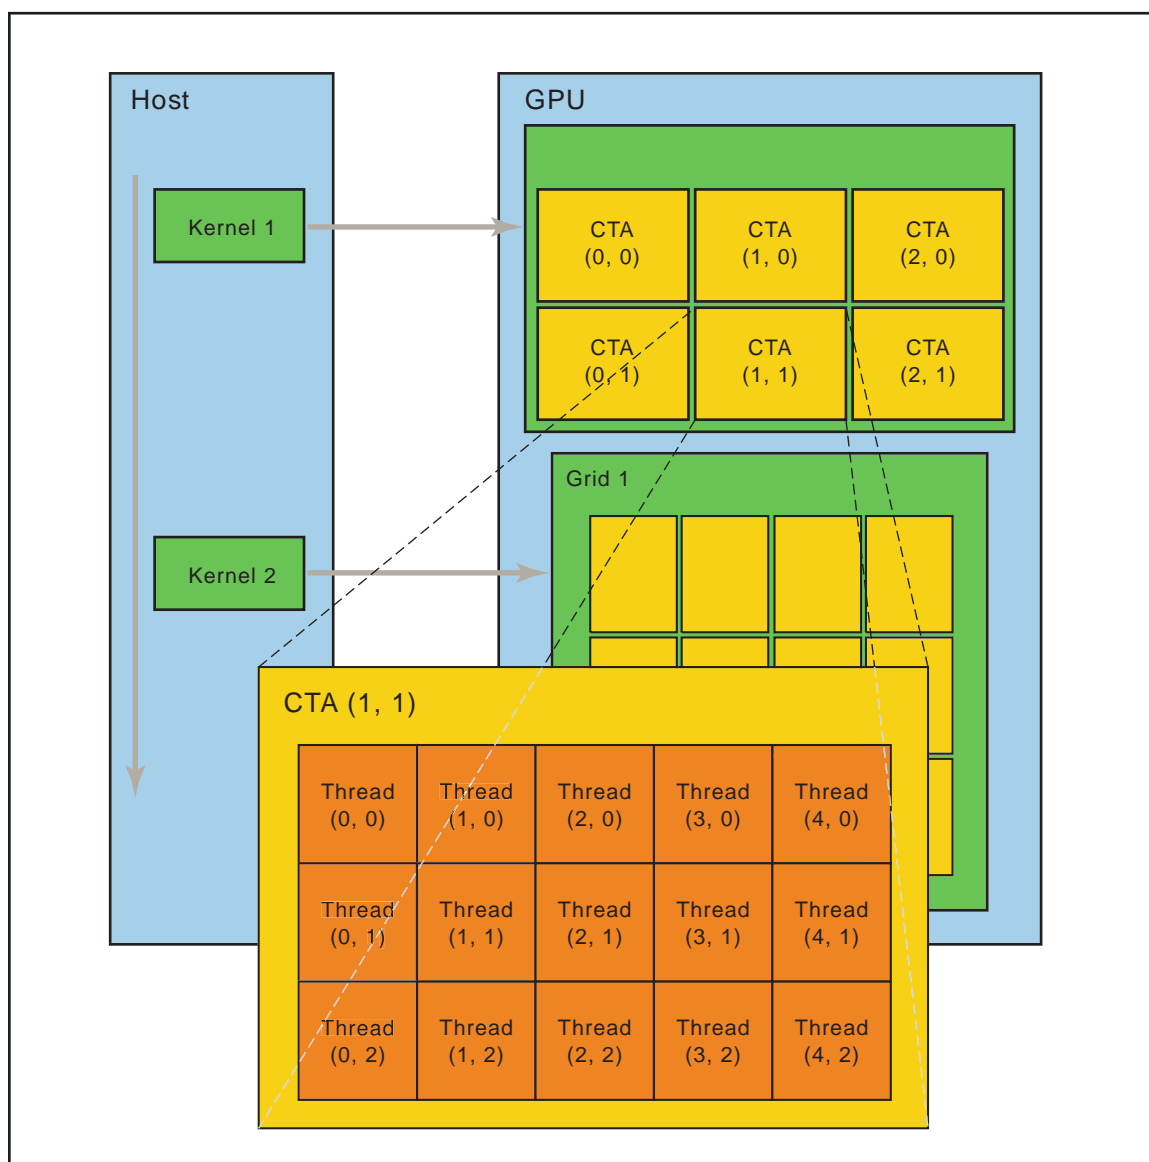 Host
GPU
Kernel 1
CTA
(0, 0)
CTA
(1, 0)
CTA
(2, 0)
CTA
(0, 1)
CTA
(1, 1)
CTA
(2, 1)
Grid 1
Kernel 2
CTA (1, 1)
Thread
(0, 0)
Thread
(1, 0)
Thread
(2, 0)
Thread
(3, 0)
Thread
(4, 0)
Thread
(0, 1)
Thread
(1, 1)
Thread
(2, 1)
Thread
(3, 1)
Thread
(4, 1)
Thread
(0, 2)
Thread
(1, 2)
Thread
(2, 2)
Thread
(3, 2)
Thread
(4, 2)